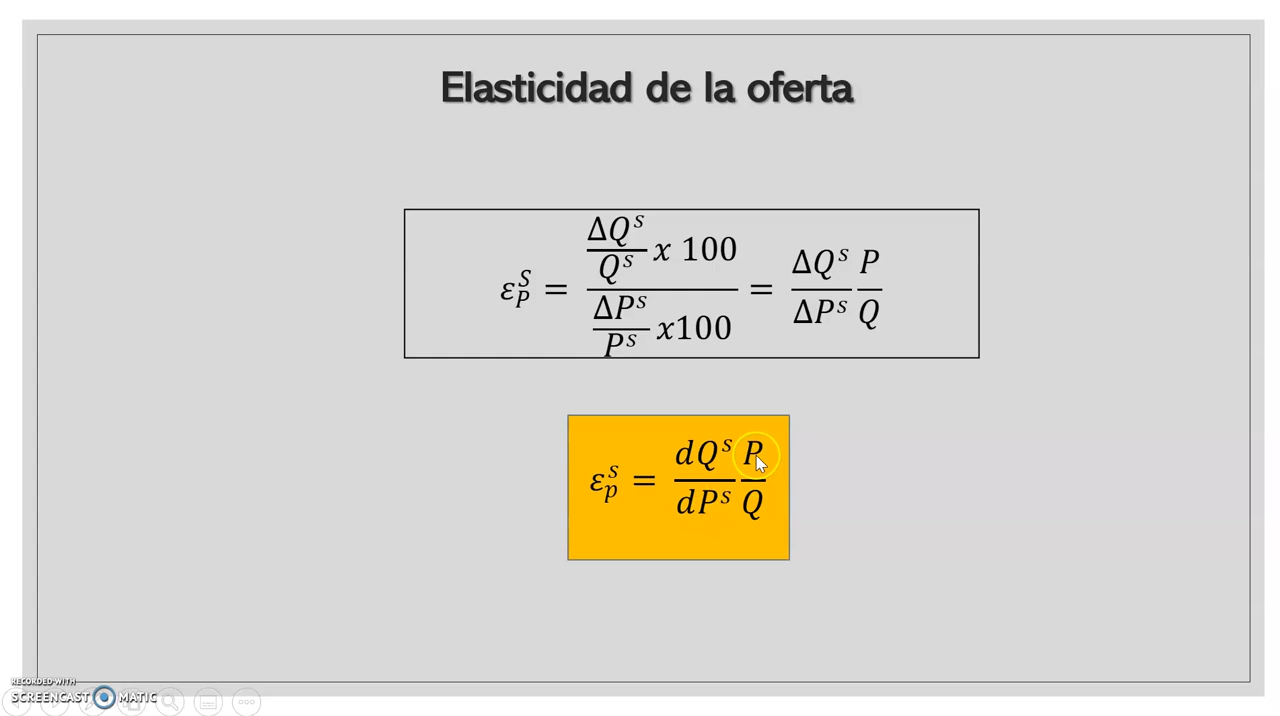 Elasticidad de la oferta
ε_P^S = (ΔQ^s/Q^s x 100)/(ΔP^s/P^s x100) = ΔQ^s/ΔP^s P/Q
ε_p^s = dQ^s/dP^s P/Q
RECORDED WITH
SCREENCAST MATIC